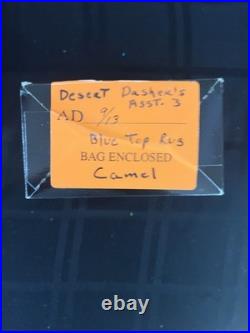 Desert Dasher's
Asst. 3
AD 9/13
Blue Top Rug
BAG ENCLOSED
Camel